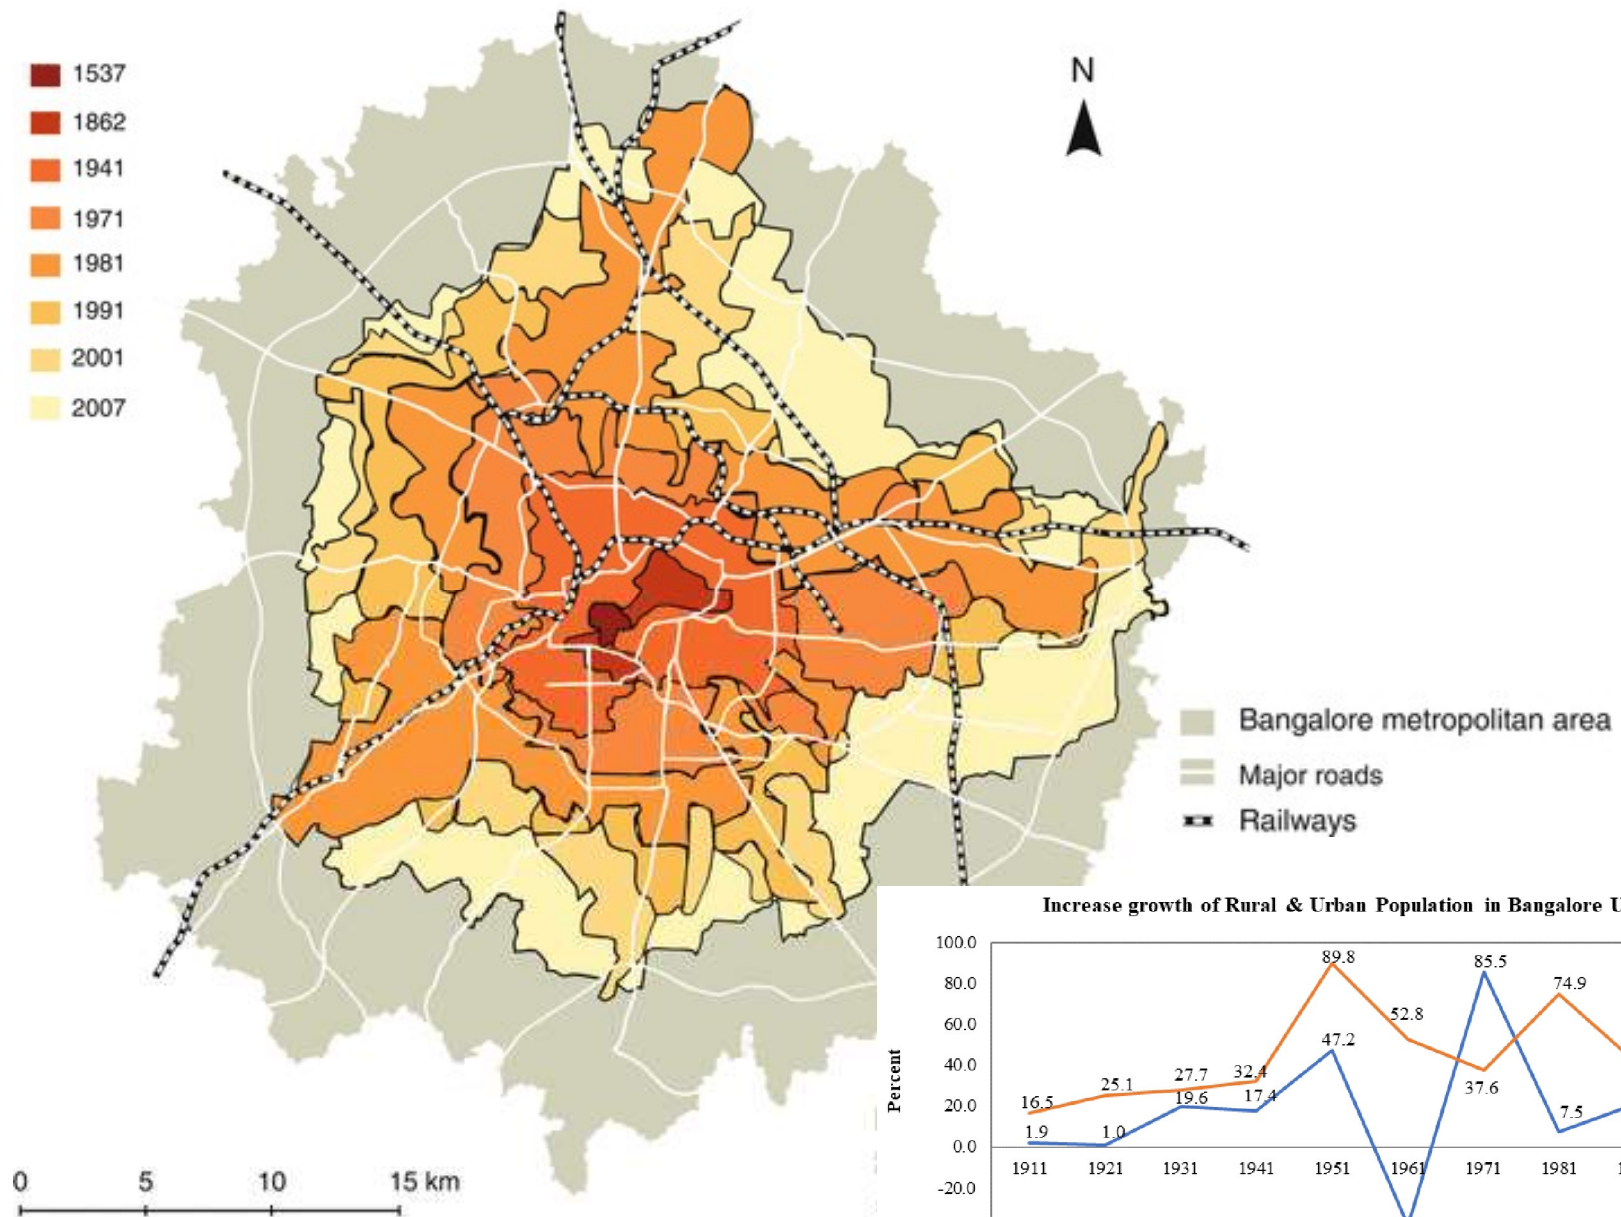 1537
1862
1941
1971
1981
1991
2001
2007
N
Bangalore metropolitan area
Major roads
Railways
0 5 10 15 km
Increase growth of Rural & Urban Population in Bangalore
Percent
100.0
80.0
60.0
40.0
20.0
0.0
-20.0
16.5 25.1 27.7 32.4 89.8 52.8 37.6 74.9
1.9 1.0 19.6 17.4 47.2 85.5 7.5
1911 1921 1931 1941 1951 1961 1971 1981